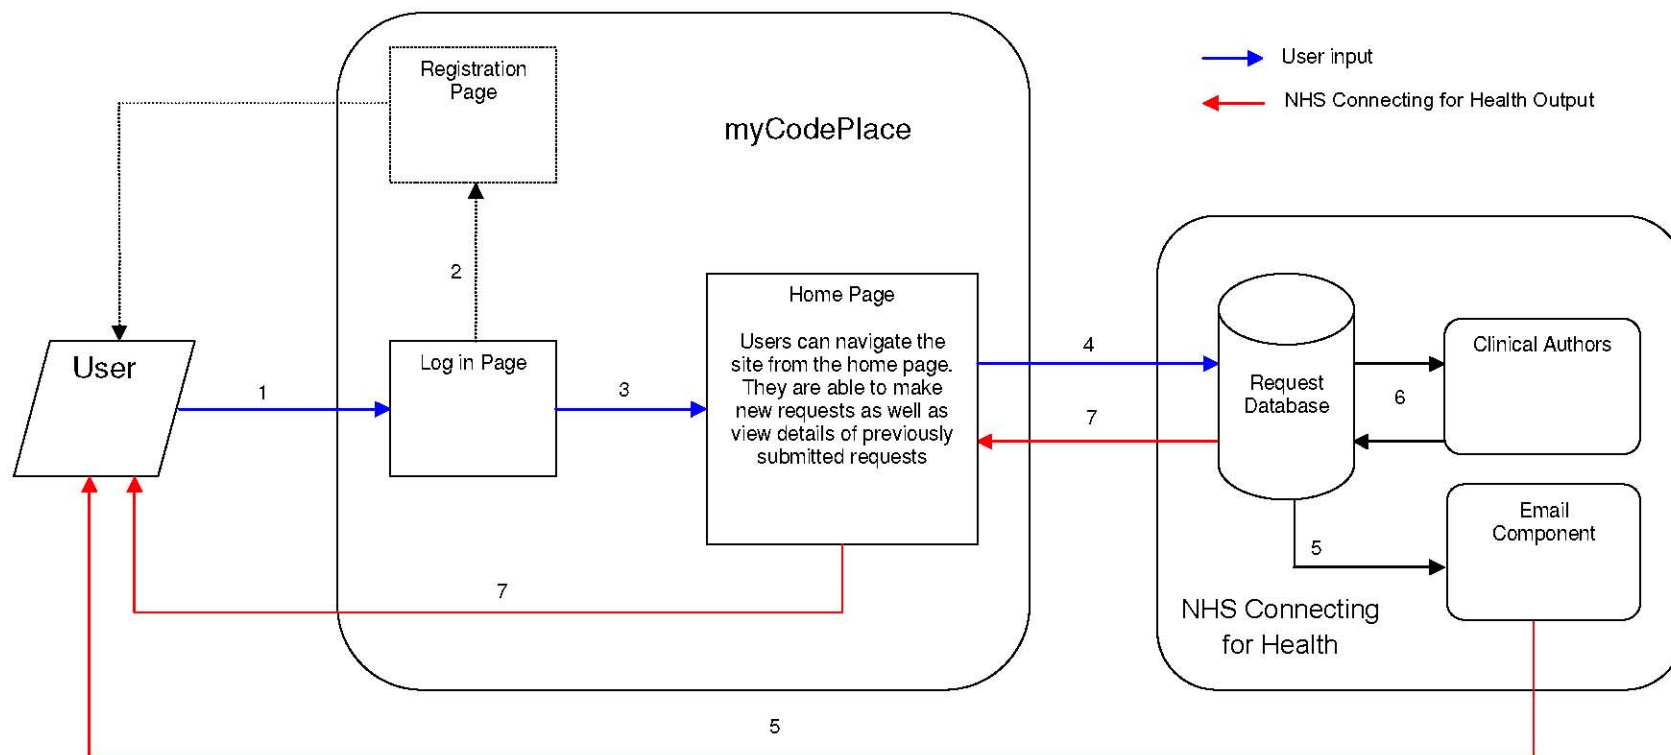 Registration
Page
myCodePlace
User input
NHS Connecting for Health Output
2
User
1
Log in Page
3
Home Page
Users can navigate the
site from the home page.
They are able to make
new requests as well as
view details of previously
submitted requests
4
7
Request
Database
Clinical Authors
6
Email
Component
5
NHS Connecting
for Health
7
5